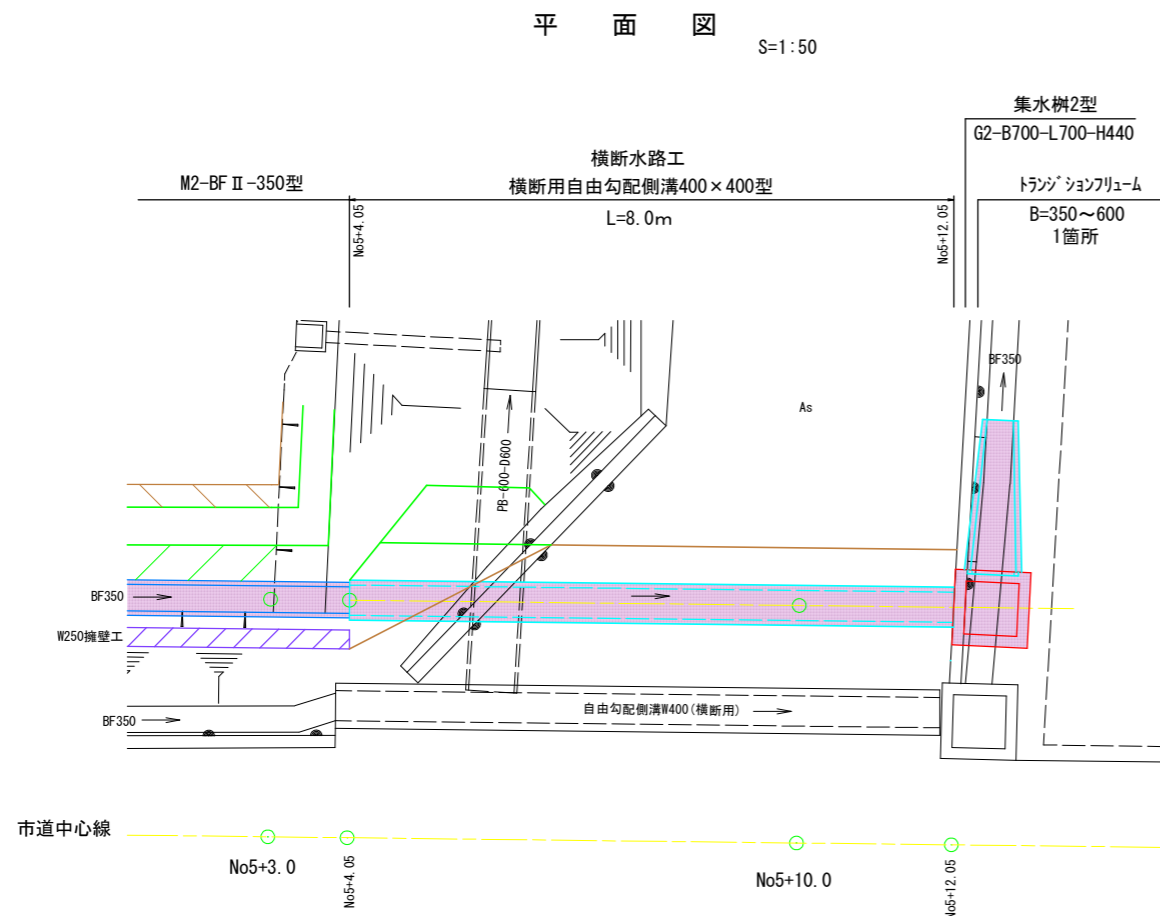 平 面 図
S=1:50
集水桝2型
G2-B700-L700-H440
横断水路工
M2-BFⅡ-350型
横断用自由勾配側溝400×400型
トランジションフリューム
L=8.0m
B=350～600
1箇所
No5+4.05
No5+12.05
BF350
As
PB-600-D600
BF350
W250擁壁工
自由勾配側溝W400(横断用)
BF350
市道中心線
No5+3.0
No5+4.05
No5+10.0
No5+12.05